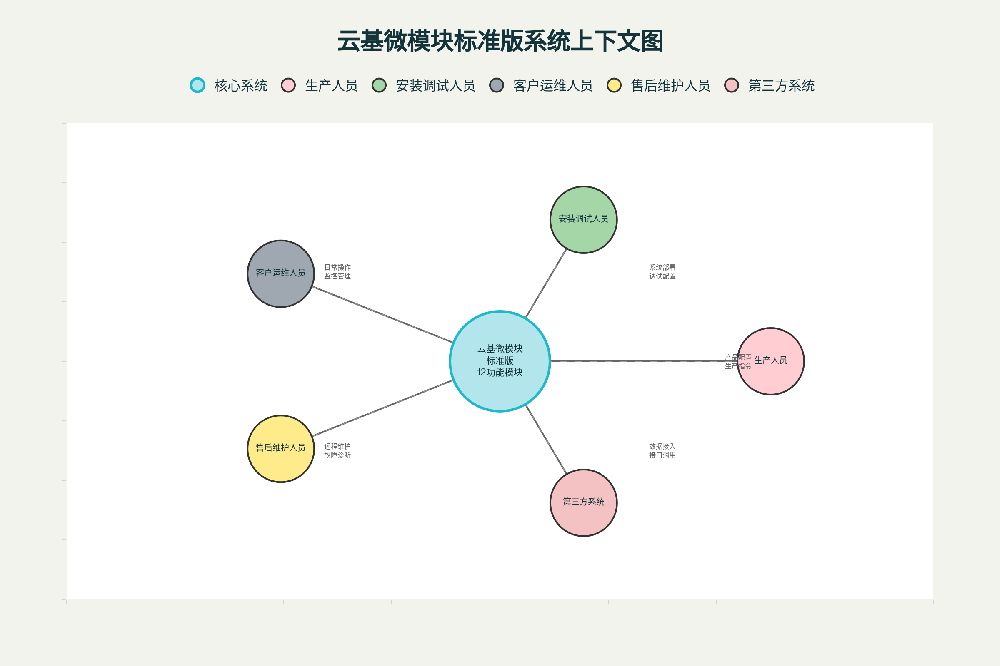 云基微模块标准版系统上下文图
核心系统
生产人员
安装调试人员
客户运维人员
售后维护人员
第三方系统
安装调试人员
客户运维人员
日常操作
监控管理
系统部署
调试配置
云基微模块
标准版
12功能模块
产品配置
生产指令
生产人员
售后维护人员
远程维护
故障诊断
数据接入
接口调用
第三方系统